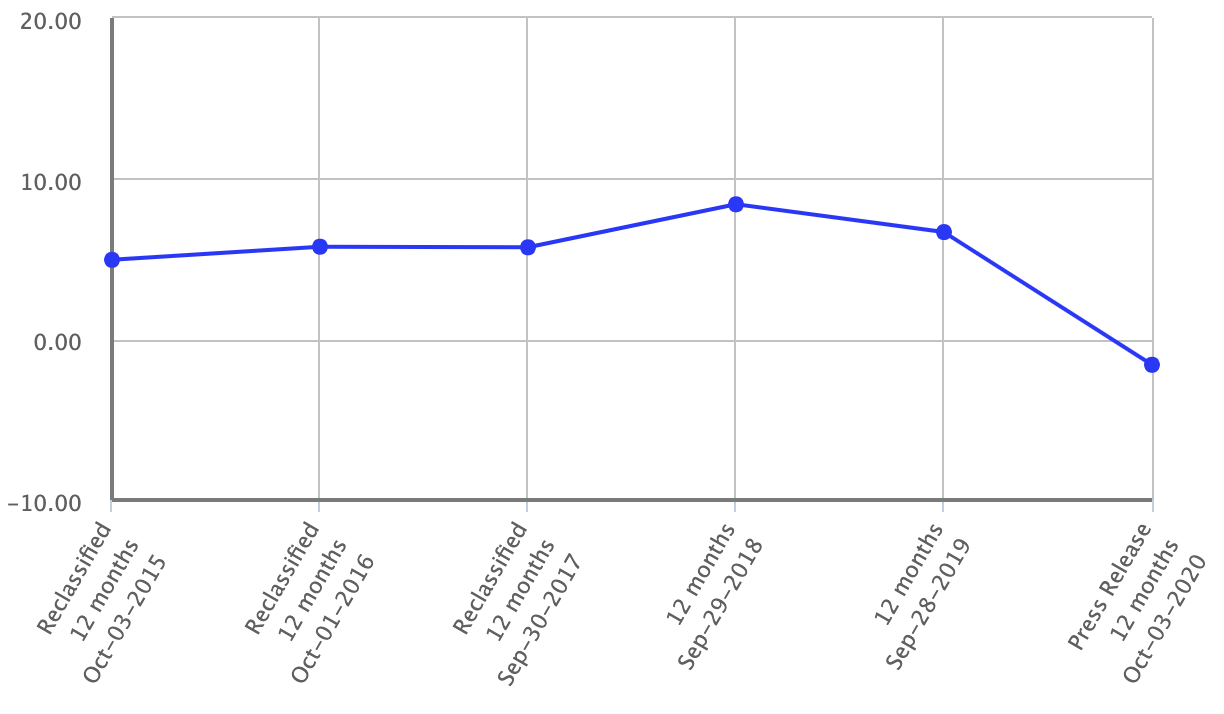 20.00
10.00
0.00
−10.00
Reclassified
12 months
Oct−03−2015
Reclassified
12 months
Oct−01−2016
Reclassified
12 months
Sep−30−2017
12 months
Sep−29−2018
12 months
Sep−28−2019
Press Release
12 months
Oct−03−2020